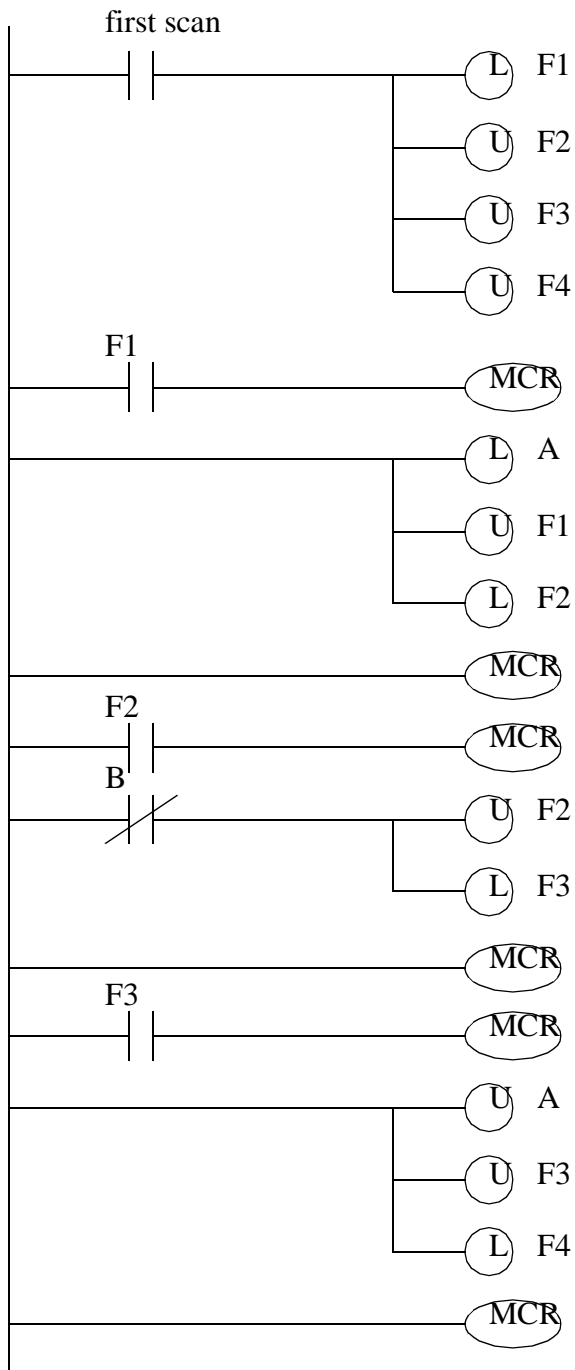 first scan
L F1
U F2
U F3
U F4
F1
MCR
L A
U F1
L F2
MCR
F2
MCR
B
U F2
L F3
MCR
F3
MCR
U A
U F3
L F4
MCR